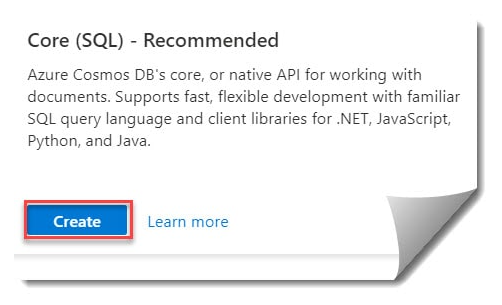 Core (SQL) - Recommended
Azure Cosmos DB's core, or native API for working with
documents. Supports fast, flexible development with familiar
SQL query language and client libraries for .NET, JavaScript,
Python, and Java.
Create Learn more